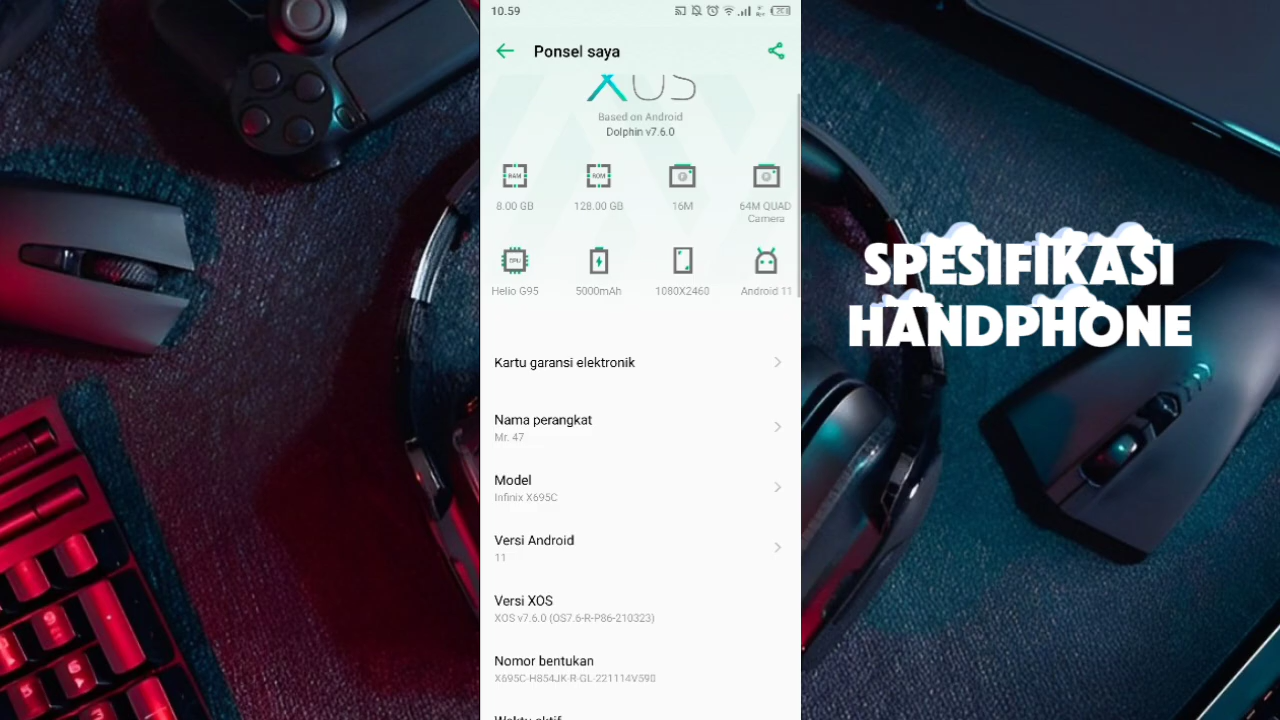 10.59
Ponsel saya
XOS
Based on Android
Dolphin v7.6.0
RAM
ROM
8.00 GB
128.00 GB
16M
64M QUAD
Camera
CPU
Helio G95
5000mAh
1080X2460
Android 11
SPESIFIKASI
HANDPHONE
Kartu garansi elektronik
Nama perangkat
Mr. 47
Model
Infinix X695C
Versi Android
11
Versi XOS
XOS v7.6.0 (OS7.6-R-P86-210323)
Nomor bentukan
X695C-H854JK-R-GL-221114V590
Waktu aktif